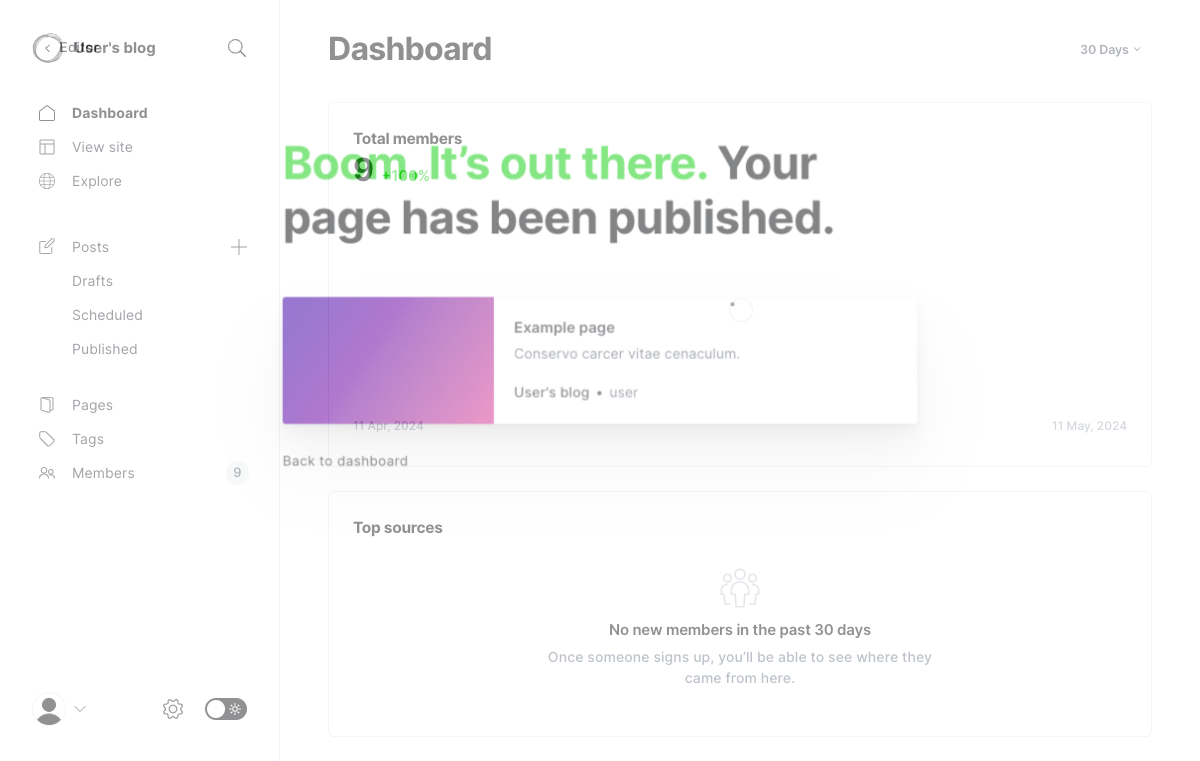 Editor
User's blog
Dashboard
View site
Explore
Posts
Drafts
Scheduled
Published
Pages
Tags
Members
9
Dashboard
30 Days
Total members
9 +100%
Boom. It’s out there. Your
page has been published.
Example page
Conservo carcer vitae cenaculum.
User's blog • user
11 Apr, 2024
11 May, 2024
Back to dashboard
Top sources
No new members in the past 30 days
Once someone signs up, you’ll be able to see where they
came from here.